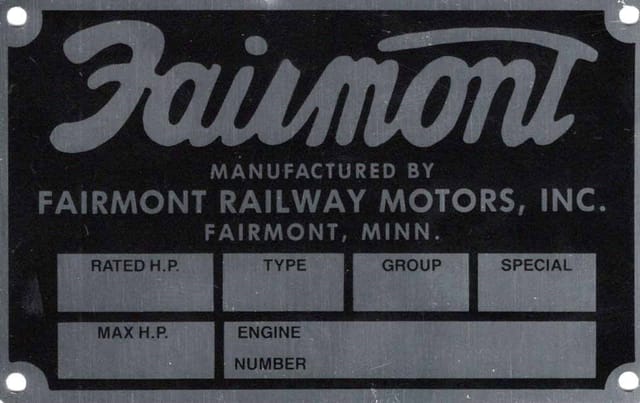 Fairmont
MANUFACTURED BY
FAIRMONT RAILWAY MOTORS, INC.
FAIRMONT, MINN.
RATED H.P. TYPE GROUP SPECIAL
MAX H.P. ENGINE
NUMBER